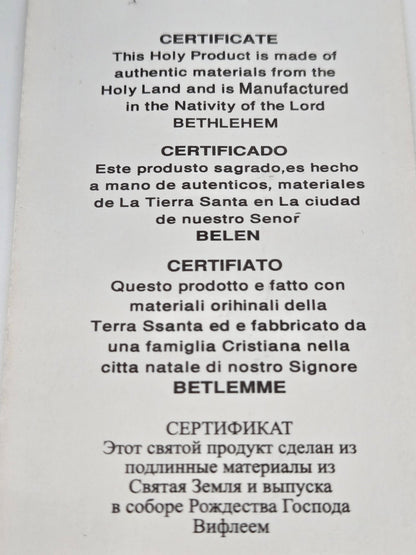 CERTIFICATE
This Holy Product is made of
authentic materials from the
Holy Land and is Manufactured
in the Nativity of the Lord
BETHLEHEM
CERTIFICADO
Este produsto sagrado,es hecho
a mano de autenticos, materiales
de La Tierra Santa en La ciudad
de nuestro Senor̃
BELEN
CERTIFIATO
Questo prodotto e fatto con
materiali orihinali della
Terra Ssanta ed e fabbricato da
una famiglia Cristiana nella
citta natale di nostro Signore
BETLEMME
СЕРТИФИКАТ
Этот святой продукт сделан из
подлинные материалы из
Святая Земля и выпуска
в соборе Рождества Господа
Вифлеем